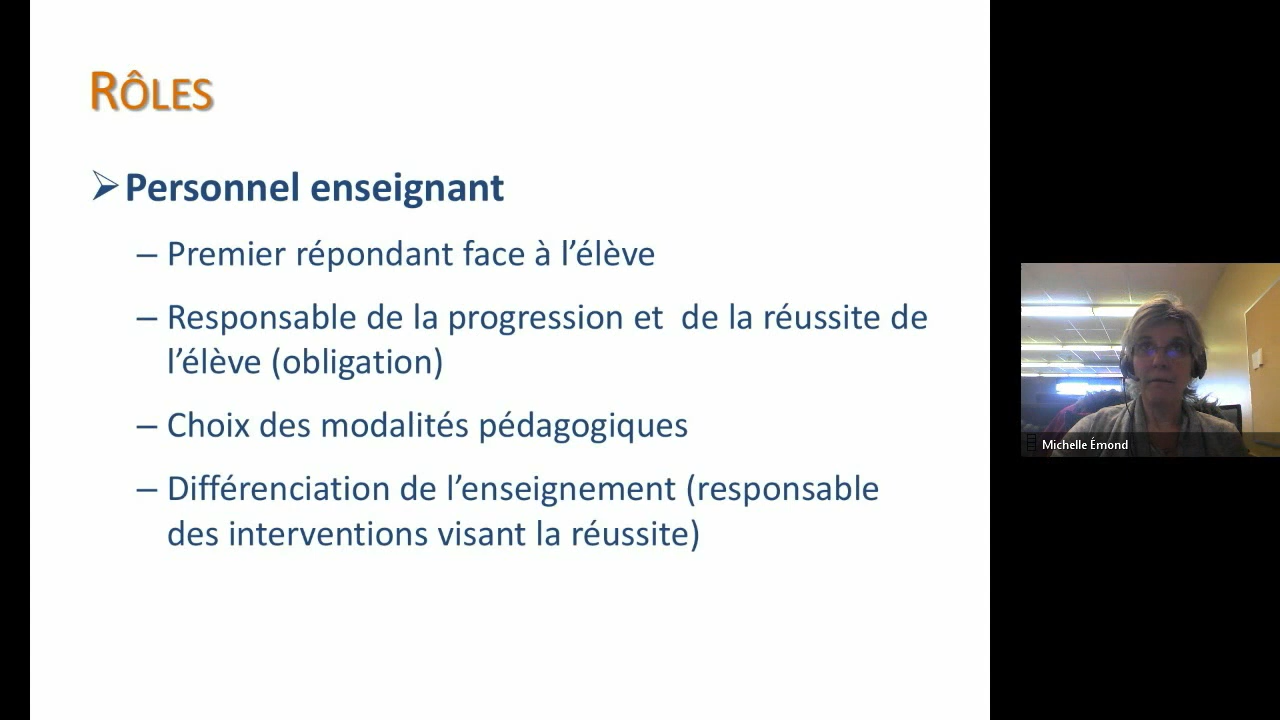 RÔLES
➢Personnel enseignant
– Premier répondant face à l’élève
– Responsable de la progression et  de la réussite de
l’élève (obligation)
– Choix des modalités pédagogiques
– Différenciation de l’enseignement (responsable
des interventions visant la réussite)
Michelle Émond